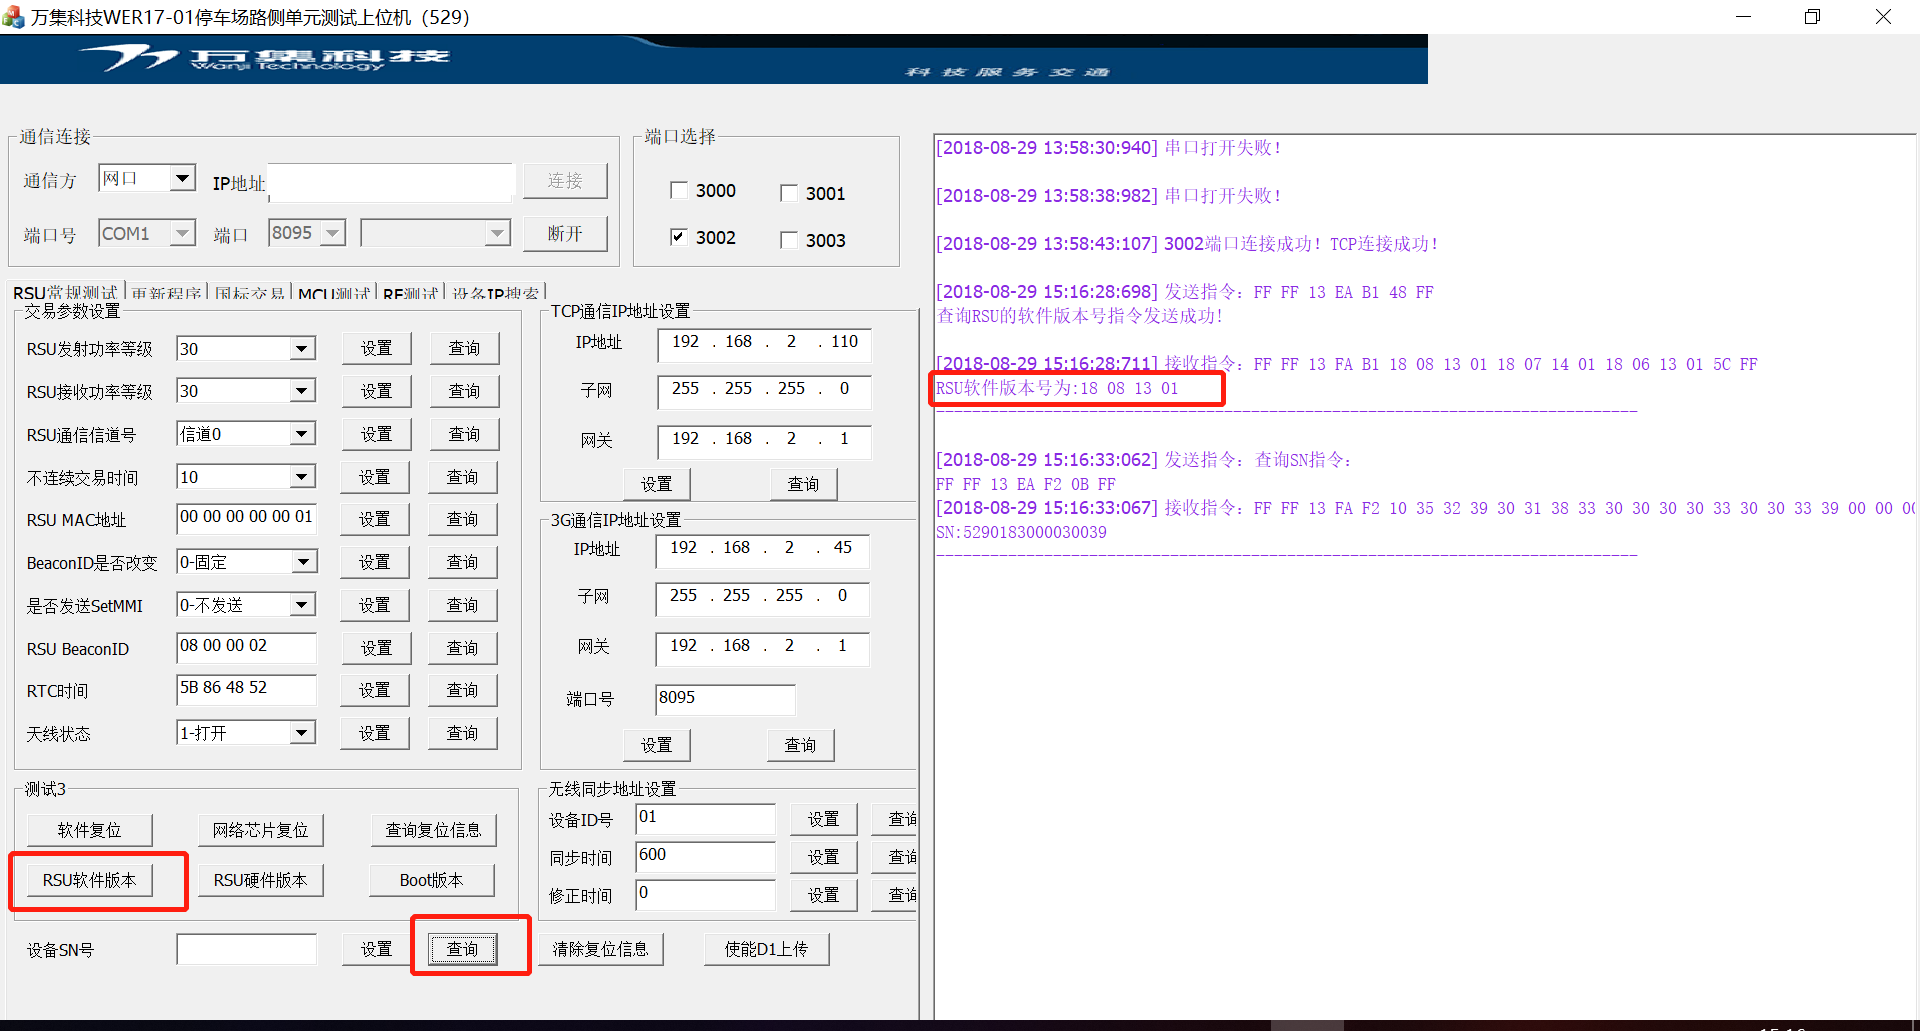 万集科技WER17-01停车场路侧单元测试上位机（529）
万集科技
Wanji Technology
科技服务交通
通信连接
通信方 网口 IP地址 连接
端口号 COM1 端口 8095 断开
端口选择
3000 3001
3002 3003
RSU常规测试 更新程序 国标交易 MCU测试 RF测试 设备IP搜索
交易参数设置
RSU发射功率等级 30 设置 查询
RSU接收功率等级 30 设置 查询
RSU通信信道号 信道0 设置 查询
不连续交易时间 10 设置 查询
RSU MAC地址 00 00 00 00 00 01 设置 查询
BeaconID是否改变 0-固定 设置 查询
是否发送SetMMI 0-不发送 设置 查询
RSU BeaconID 08 00 00 02 设置 查询
RTC时间 5B 86 48 52 设置 查询
天线状态 1-打开 设置 查询
测试3
软件复位 网络芯片复位 查询复位信息
RSU软件版本 RSU硬件版本 Boot版本
设备SN号 设置 查询 清除复位信息 使能D1上传
TCP通信IP地址设置
IP地址 192 . 168 . 2 . 110
子网 255 . 255 . 255 . 0
网关 192 . 168 . 2 . 1
设置 查询
3G通信IP地址设置
IP地址 192 . 168 . 2 . 45
子网 255 . 255 . 255 . 0
网关 192 . 168 . 2 . 1
端口号 8095
设置 查询
无线同步地址设置
设备ID号 01 设置 查询
同步时间 600 设置 查询
修正时间 0 设置 查询
[2018-08-29 13:58:30:940] 串口打开失败！
[2018-08-29 13:58:38:982] 串口打开失败！
[2018-08-29 13:58:43:107] 3002端口连接成功！TCP连接成功！
[2018-08-29 15:16:28:698] 发送指令：FF FF 13 EA B1 48 FF
查询RSU的软件版本号指令发送成功！
[2018-08-29 15:16:28:711] 接收指令：FF FF 13 FA B1 18 08 13 01 18 07 14 01 18 06 13 01 5C FF
RSU软件版本号为:18 08 13 01
------------------------------------------------------------------------------
[2018-08-29 15:16:33:062] 发送指令：查询SN指令：
FF FF 13 EA F2 0B FF
[2018-08-29 15:16:33:067] 接收指令：FF FF 13 FA F2 10 35 32 39 30 31 38 33 30 30 30 30 33 30 30 33 39 00 00 00
SN:5290183000030039
------------------------------------------------------------------------------